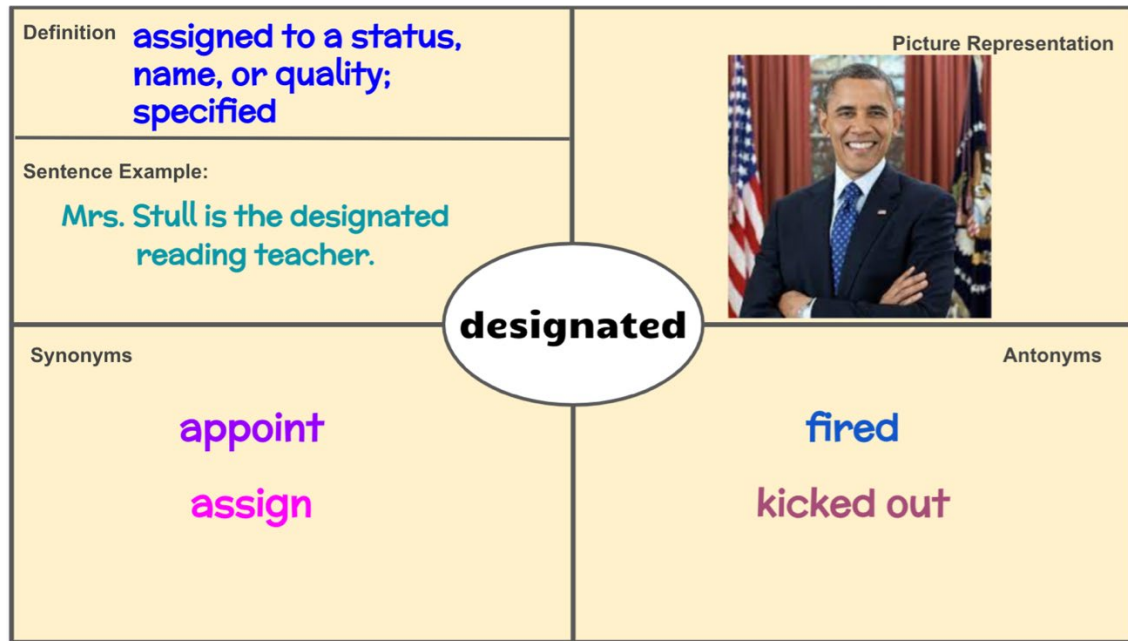 Definition
assigned to a status,
name, or quality;
specified
Sentence Example:
Mrs. Stull is the designated
reading teacher.
Picture Representation
designated
Synonyms
appoint
assign
Antonyms
fired
kicked out